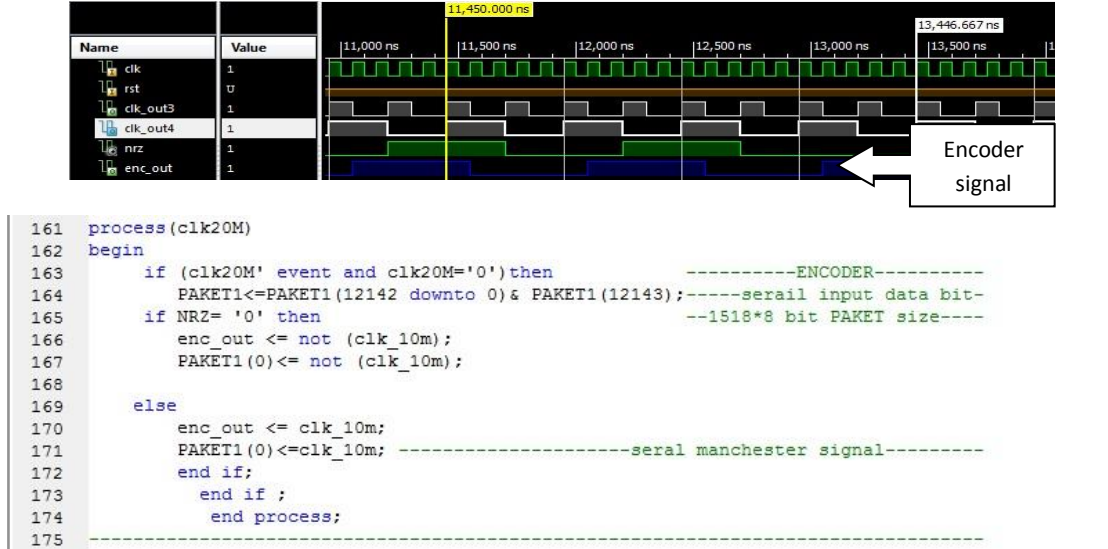 11,450.000 ns
13,446.667 ns
Name Value 11,000 ns 11,500 ns 12,000 ns 12,500 ns 13,000 ns 13,500 ns 1
clk 1
rst U
clk_out3 1
clk_out4 1
nrz 1
enc_out 1
Encoder
signal
161 process(clk20M)
162 begin
163 if (clk20M' event and clk20M='0')then ----------ENCODER----------
164 PAKET1<=PAKET1(12142 downto 0)& PAKET1(12143);-----serail input data bit-
165 if NRZ= '0' then --1518*8 bit PAKET size----
166 enc_out <= not (clk_10m);
167 PAKET1(0)<= not (clk_10m);
168
169 else
170 enc_out <= clk_10m;
171 PAKET1(0)<=clk_10m; ---------------------seral manchester signal---------
172 end if;
173 end if ;
174 end process;
175 ---------------------------------------------------------------------------------